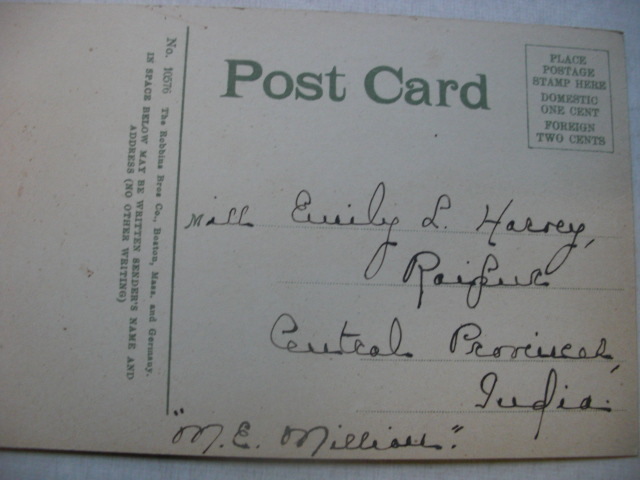 Post Card
PLACE
POSTAGE
STAMP HERE
DOMESTIC
ONE CENT
FOREIGN
TWO CENTS
No. 10576 The Robbins Bros Co., Boston, Mass. and Germany.
IN SPACE BELOW MAY BE WRITTEN SENDER'S NAME AND
ADDRESS (NO OTHER WRITING)
Miss Emily L. Harvey,
Raipur
Central Provinces,
India.
"M.E. Mission".